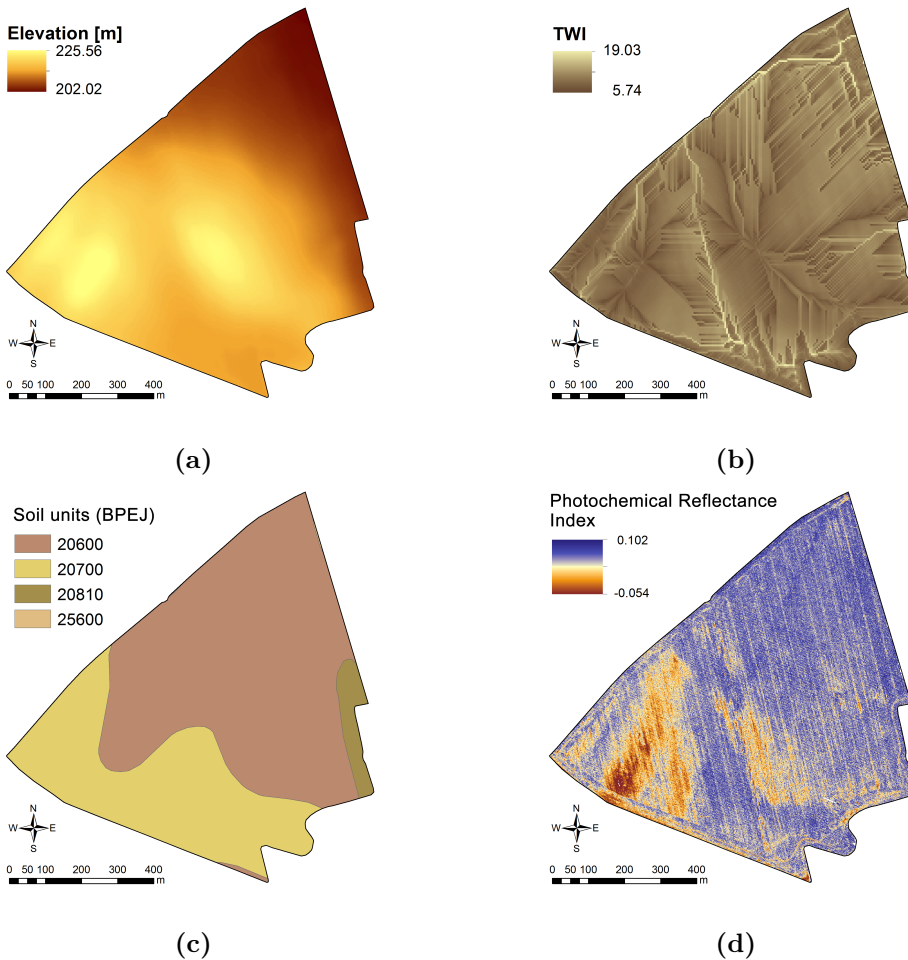 Elevation [m]
225.56
202.02
N
W E
S
0 50 100 200 300 400
m
(a)
TWI
19.03
5.74
N
W E
S
0 50 100 200 300 400
m
(b)
Soil units (BPEJ)
20600
20700
20810
25600
N
W E
S
0 50 100 200 300 400
m
(c)
Photochemical Reflectance
Index
0.102
-0.054
N
W E
S
0 50 100 200 300 400
m
(d)